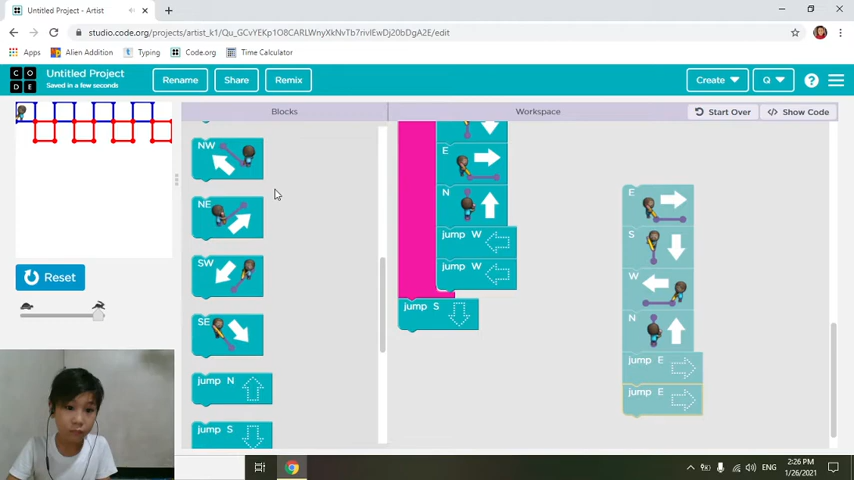 Untitled Project - Artist
studio.code.org/projects/artist_k1/Qu_GCvYEKp1O8CARLWnyXkNvTb7rivlEwDj20bDgA2E/edit
Apps
Alien Addition
Typing
Code.org
Time Calculator
CO
DE
Untitled Project
Saved in a few seconds
Rename
Share
Remix
Create
Q
?
Blocks
Workspace
Start Over
</> Show Code
NW
NE
SW
SE
jump N
jump S
E
N
jump W
jump W
jump S
E
S
W
N
jump E
jump E
Reset
ENG
2:26 PM
1/26/2021